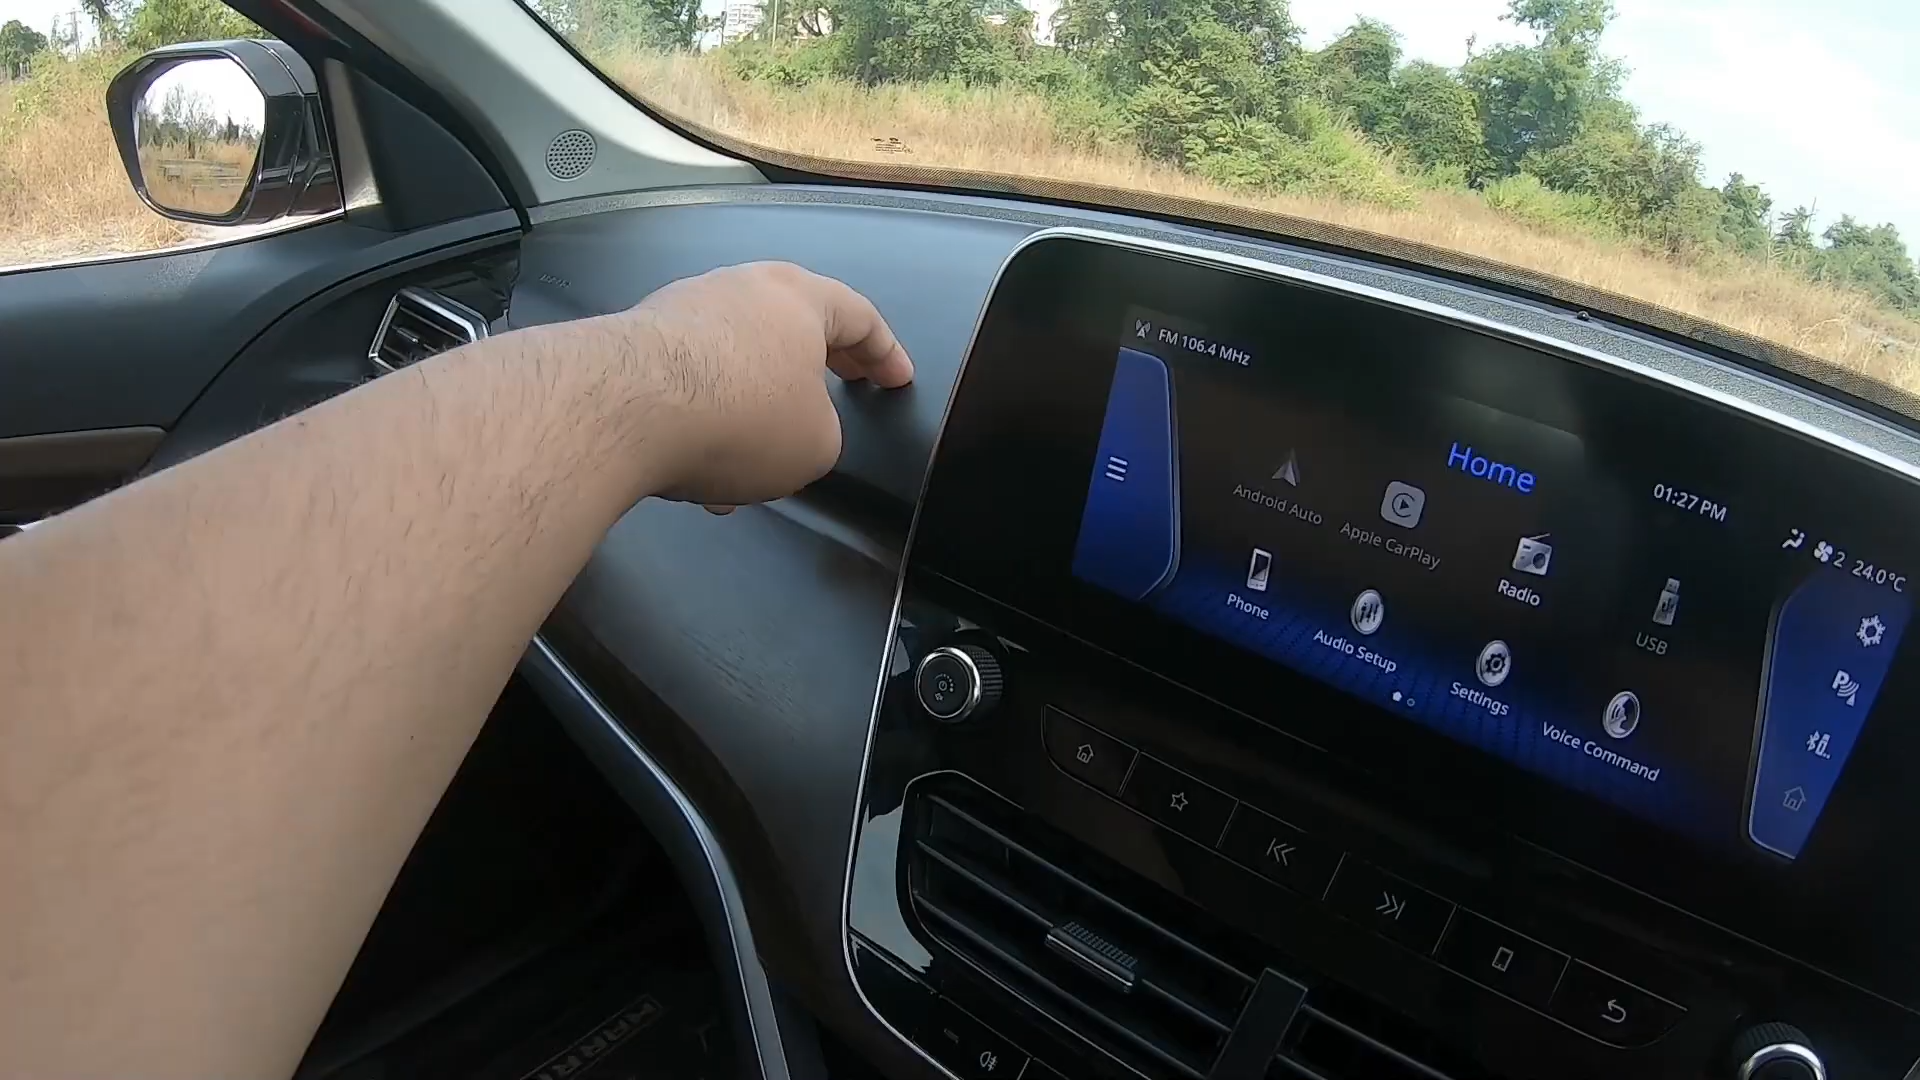 FM 106.4 MHz
Home
01:27 PM
2 24.0°C
Android Auto
Apple CarPlay
Radio
USB
Phone
Audio Setup
Settings
Voice Command